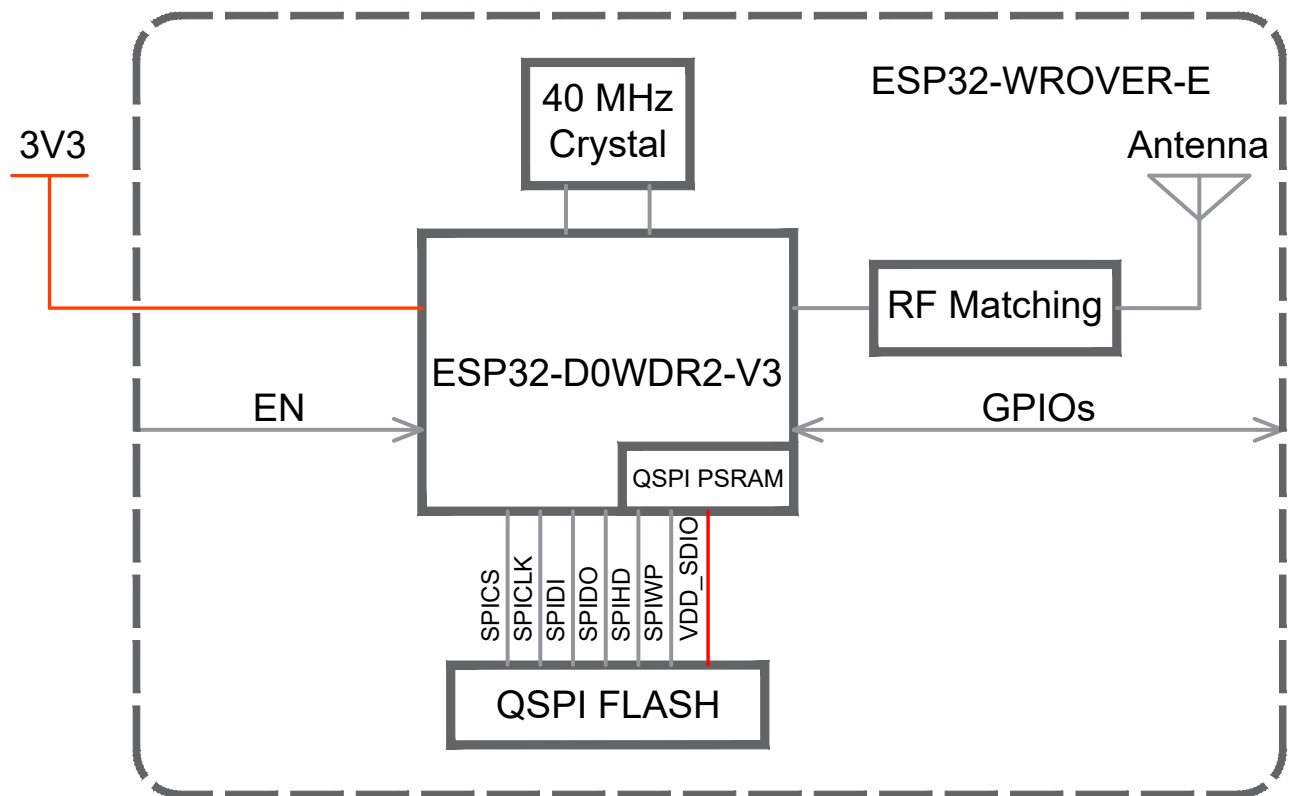 ESP32-WROVER-E
40 MHz
Crystal
3V3
Antenna
RF Matching
ESP32-D0WDR2-V3
EN
GPIOs
QSPI PSRAM
SPICS
SPICLK
SPIDI
SPIDO
SPIHD
SPIWP
VDD_SDIO
QSPI FLASH